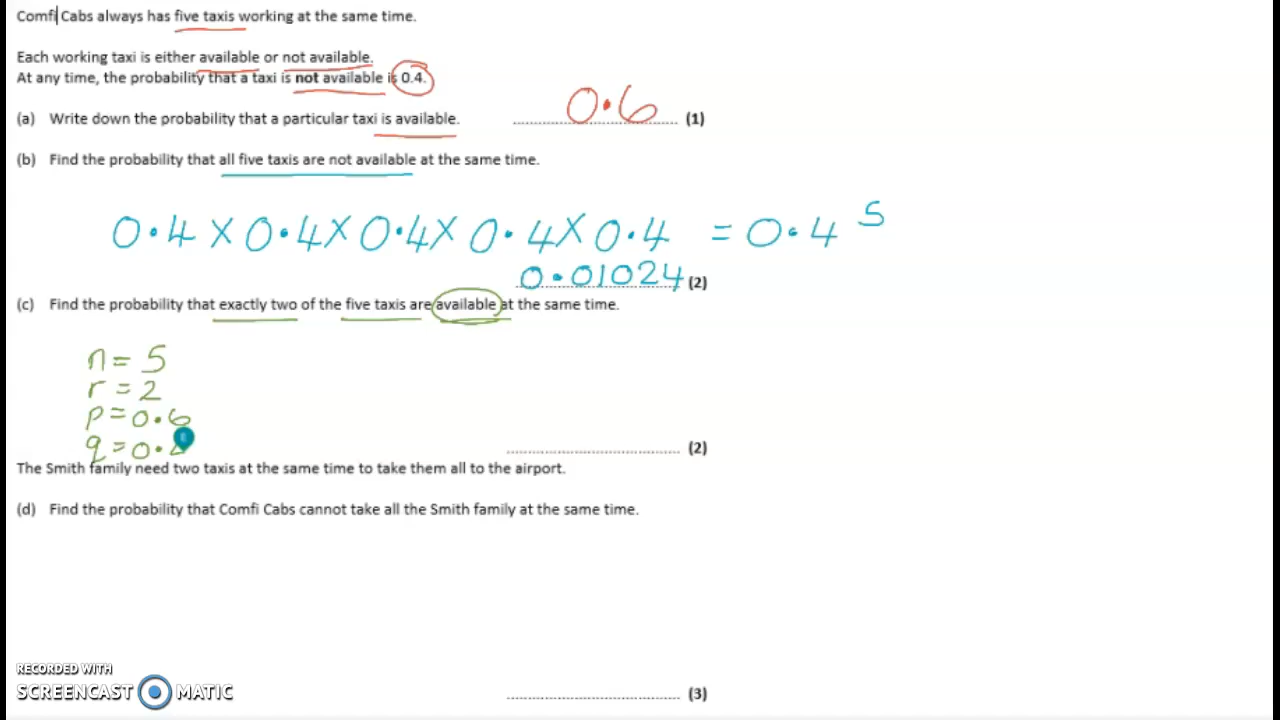 Comfi Cabs always has five taxis working at the same time.
Each working taxi is either available or not available.
At any time, the probability that a taxi is not available is 0.4.
0.6
(a) Write down the probability that a particular taxi is available. (1)
(b) Find the probability that all five taxis are not available at the same time.
0.4 X 0.4 X 0.4 X 0.4 X 0.4 = 0.4 5
0.01024 (2)
(c) Find the probability that exactly two of the five taxis are available at the same time.
n = 5
r = 2
p = 0.6
q = 0. (2)
The Smith family need two taxis at the same time to take them all to the airport.
(d) Find the probability that Comfi Cabs cannot take all the Smith family at the same time.
RECORDED WITH
SCREENCAST MATIC
(3)